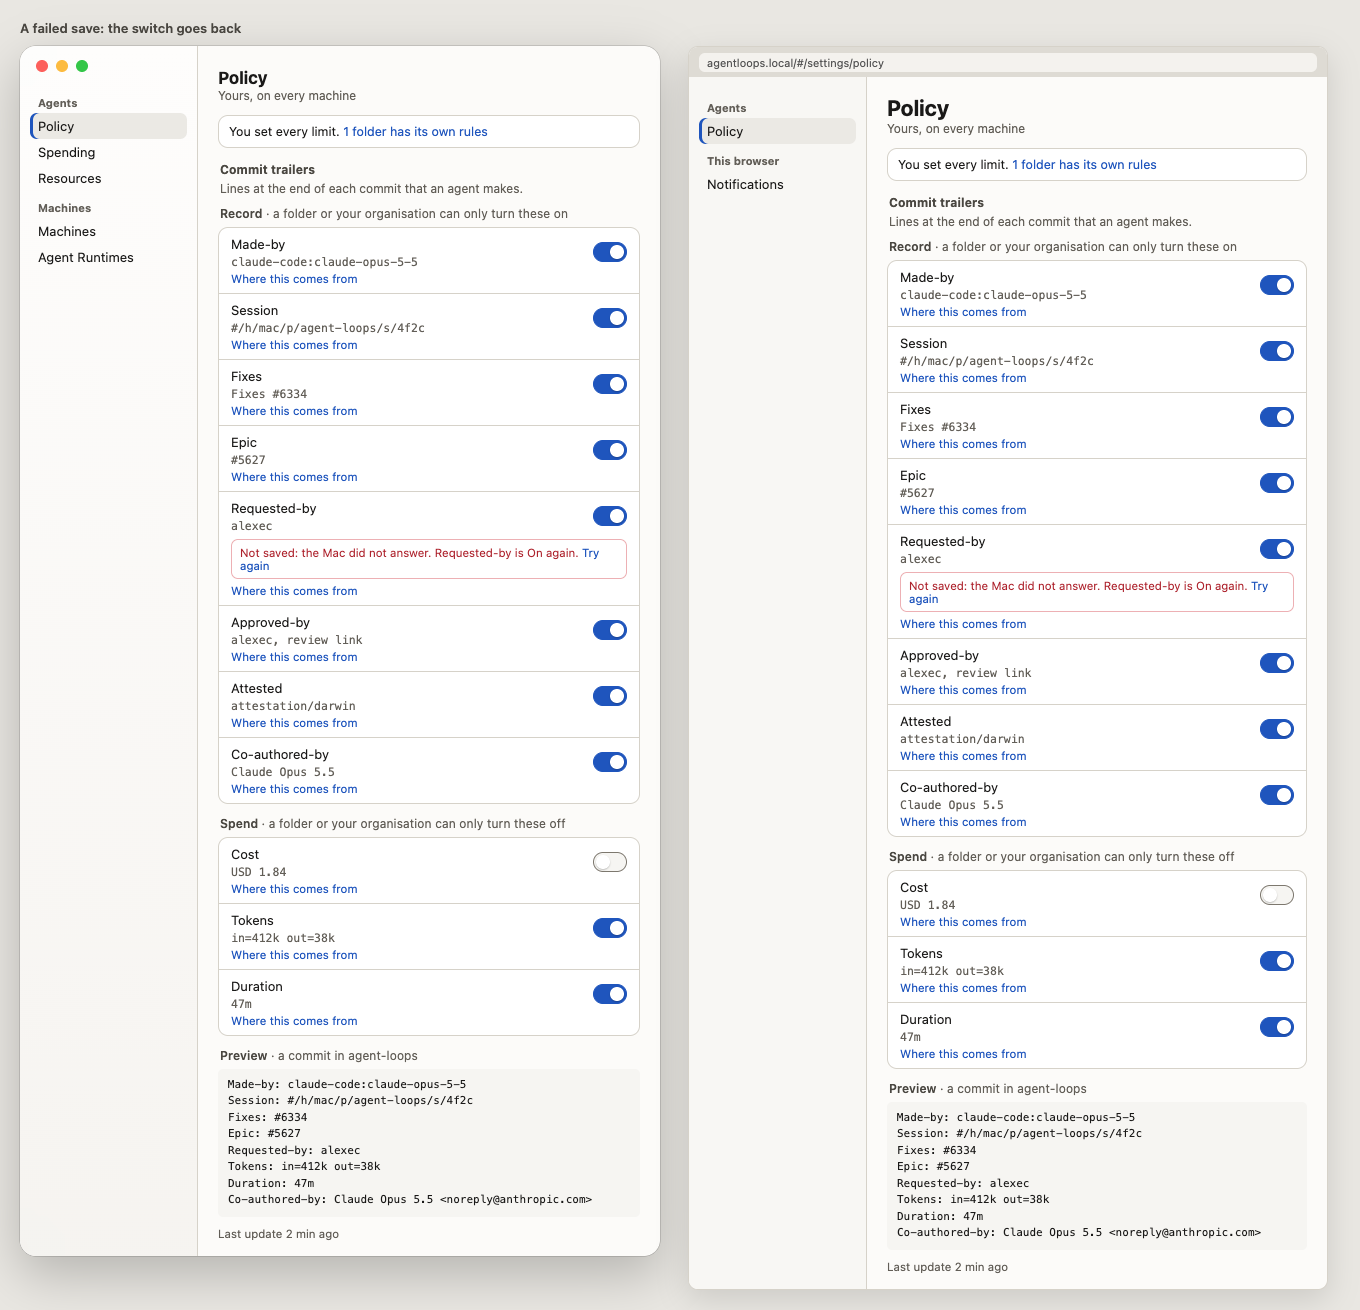 A failed save: the switch goes back
Agents
Policy
Spending
Resources
Machines
Machines
Agent Runtimes
Policy
Yours, on every machine
You set every limit. 1 folder has its own rules
Commit trailers
Lines at the end of each commit that an agent makes.
Record · a folder or your organisation can only turn these on
Made-by
claude-code:claude-opus-5-5
Where this comes from
Session
#/h/mac/p/agent-loops/s/4f2c
Where this comes from
Fixes
Fixes #6334
Where this comes from
Epic
#5627
Where this comes from
Requested-by
alexec
Not saved: the Mac did not answer. Requested-by is On again. Try
again
Where this comes from
Approved-by
alexec, review link
Where this comes from
Attested
attestation/darwin
Where this comes from
Co-authored-by
Claude Opus 5.5
Where this comes from
Spend · a folder or your organisation can only turn these off
Cost
USD 1.84
Where this comes from
Tokens
in=412k out=38k
Where this comes from
Duration
47m
Where this comes from
Preview · a commit in agent-loops
Made-by: claude-code:claude-opus-5-5
Session: #/h/mac/p/agent-loops/s/4f2c
Fixes: #6334
Epic: #5627
Requested-by: alexec
Tokens: in=412k out=38k
Duration: 47m
Co-authored-by: Claude Opus 5.5 <noreply@anthropic.com>
Last update 2 min ago
agentloops.local/#/settings/policy
Agents
Policy
This browser
Notifications
Policy
Yours, on every machine
You set every limit. 1 folder has its own rules
Commit trailers
Lines at the end of each commit that an agent makes.
Record · a folder or your organisation can only turn these on
Made-by
claude-code:claude-opus-5-5
Where this comes from
Session
#/h/mac/p/agent-loops/s/4f2c
Where this comes from
Fixes
Fixes #6334
Where this comes from
Epic
#5627
Where this comes from
Requested-by
alexec
Not saved: the Mac did not answer. Requested-by is On again. Try
again
Where this comes from
Approved-by
alexec, review link
Where this comes from
Attested
attestation/darwin
Where this comes from
Co-authored-by
Claude Opus 5.5
Where this comes from
Spend · a folder or your organisation can only turn these off
Cost
USD 1.84
Where this comes from
Tokens
in=412k out=38k
Where this comes from
Duration
47m
Where this comes from
Preview · a commit in agent-loops
Made-by: claude-code:claude-opus-5-5
Session: #/h/mac/p/agent-loops/s/4f2c
Fixes: #6334
Epic: #5627
Requested-by: alexec
Tokens: in=412k out=38k
Duration: 47m
Co-authored-by: Claude Opus 5.5 <noreply@anthropic.com>
Last update 2 min ago